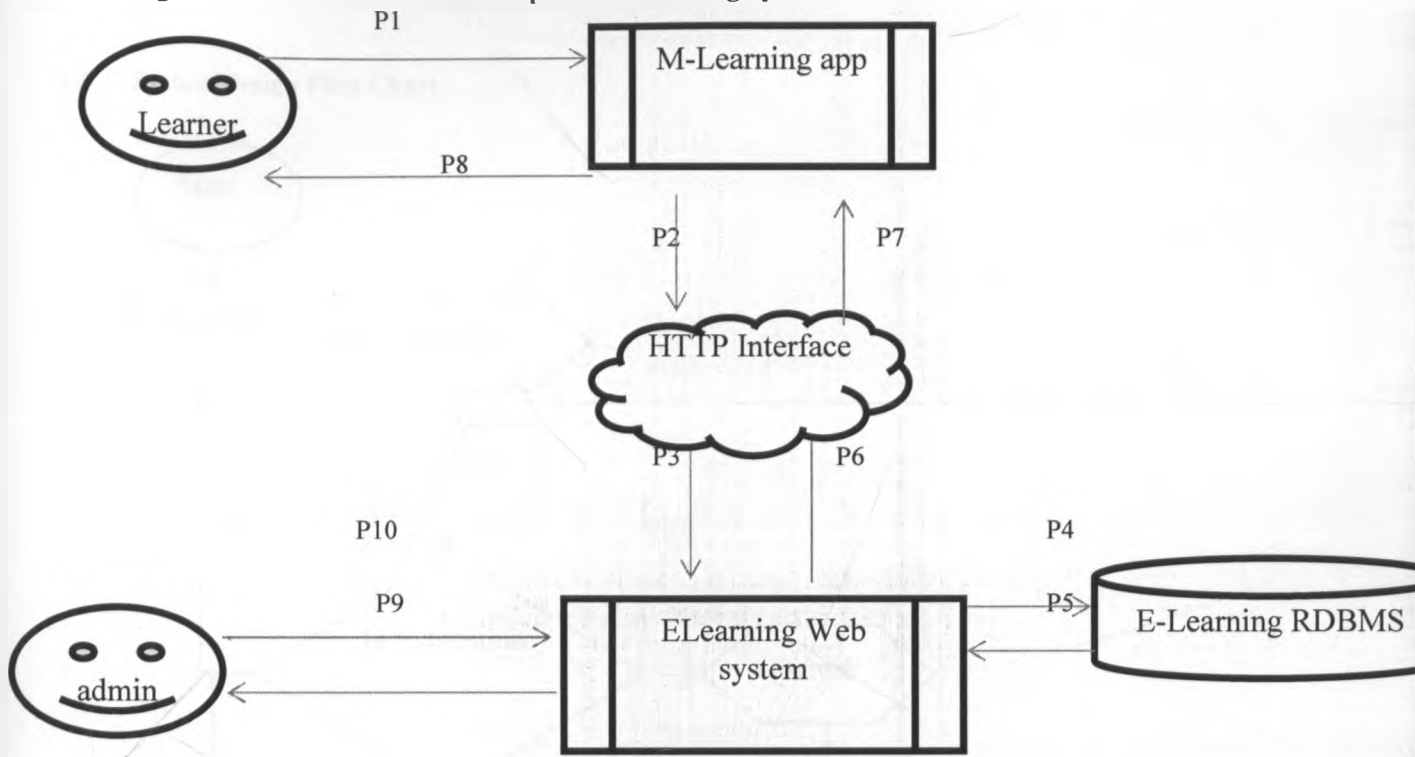 P1
M-Learning app
Learner
P8
P2
P7
HTTP Interface
P3
P6
P10
P4
P9
P5
ELearning Web
system
E-Learning RDBMS
admin